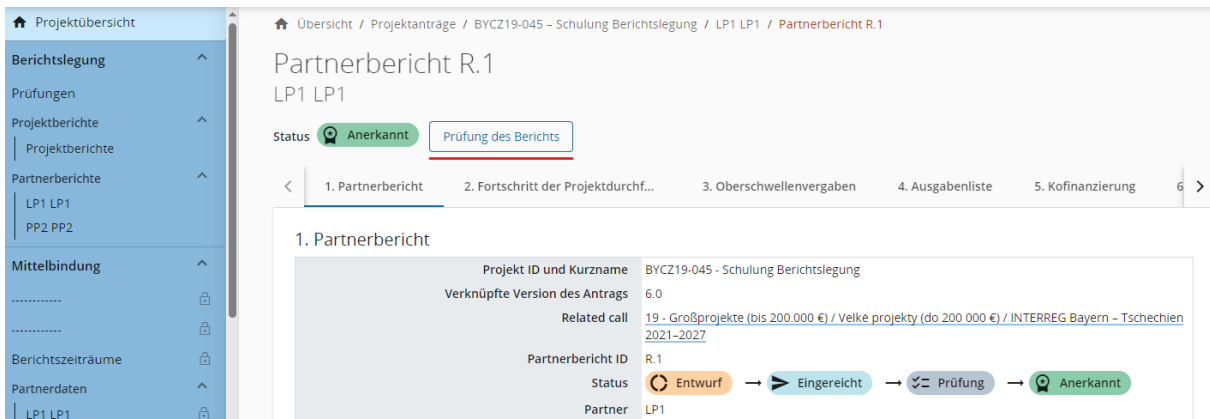 Projektübersicht
Berichtslegung
Prüfungen
Projektberichte
Projektberichte
Partnerberichte
LP1 LP1
PP2 PP2
Mittelbindung
------------
------------
Berichtszeiträume
Partnerdaten
LP1 LP1
Übersicht / Projektanträge / BYCZ19-045 – Schulung Berichtslegung / LP1 LP1 / Partnerbericht R.1
Partnerbericht R.1
LP1 LP1
Status Anerkannt Prüfung des Berichts
1. Partnerbericht 2. Fortschritt der Projektdurchf... 3. Oberschwellenvergaben 4. Ausgabenliste 5. Kofinanzierung 6
1. Partnerbericht
Projekt ID und Kurzname BYCZ19-045 - Schulung Berichtslegung
Verknüpfte Version des Antrags 6.0
Related call 19 - Großprojekte (bis 200.000 €) / Velké projekty (do 200 000 €) / INTERREG Bayern – Tschechien
2021–2027
Partnerbericht ID R.1
Status Entwurf → Eingereicht → Prüfung → Anerkannt
Partner LP1